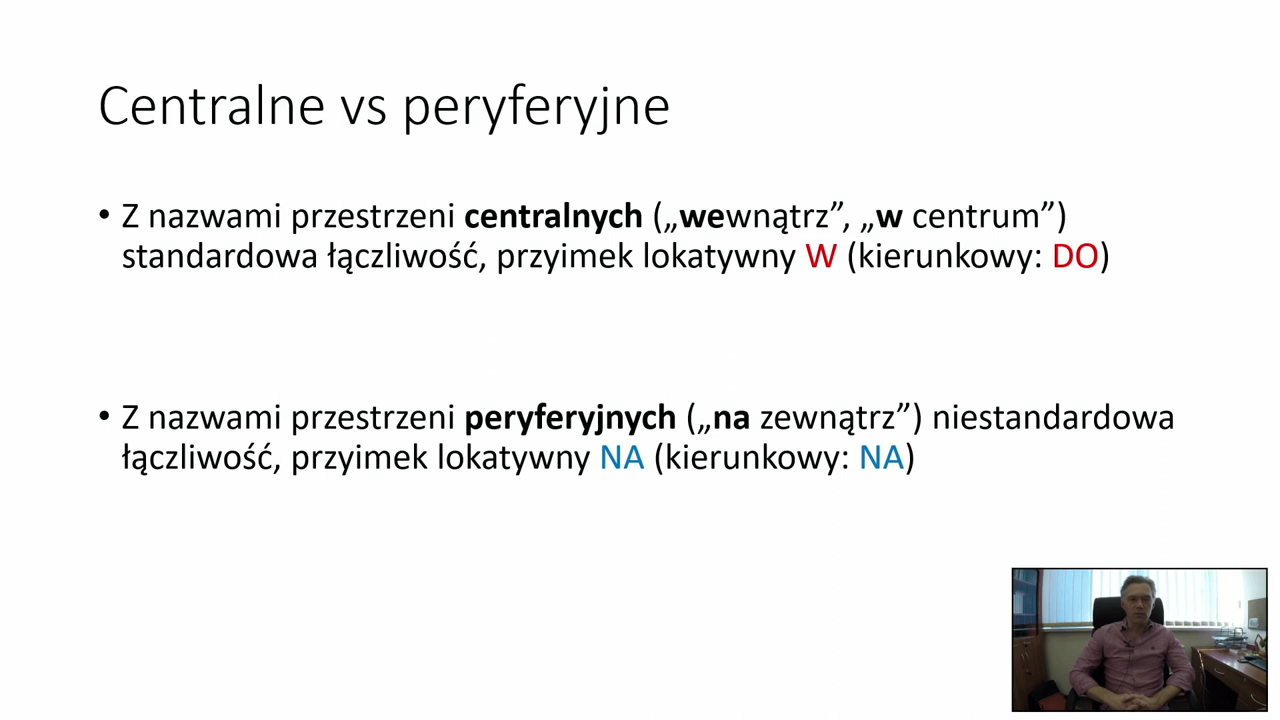 Centralne vs peryferyjne
• Z nazwami przestrzeni centralnych („wewnątrz”, „w centrum”)
standardowa łączliwość, przyimek lokatywny W (kierunkowy: DO)
• Z nazwami przestrzeni peryferyjnych („na zewnątrz”) niestandardowa
łączliwość, przyimek lokatywny NA (kierunkowy: NA)